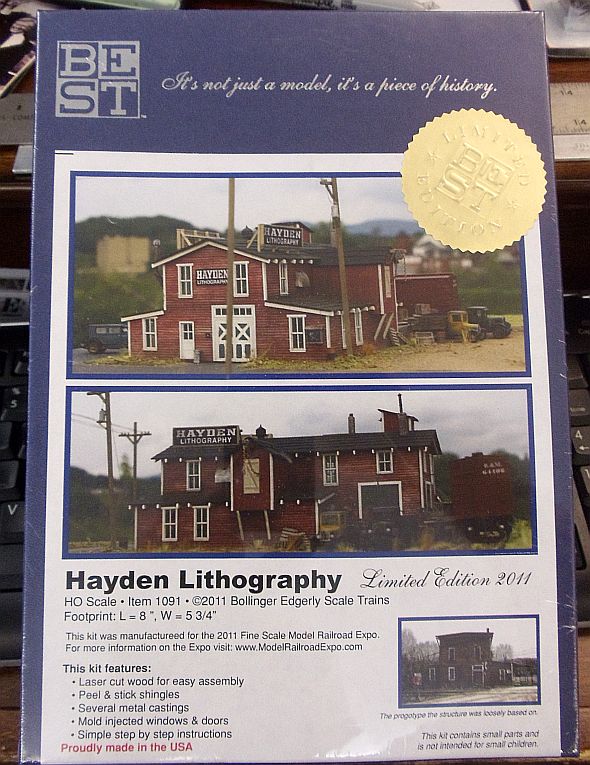 BE
ST
™
It's not just a model, it's a piece of history.
LIMITED
BEST
EDITION
HAYDEN
LITHOGRAPHY
HAYDEN
LITHOGRAPHY
HAYDEN
LITHOGRAPHY
B.&M.
Hayden Lithography Limited Edition 2011
HO Scale • Item 1091 • ©2011 Bollinger Edgerly Scale Trains
Footprint: L = 8 ", W = 5 3/4"
This kit was manufactureed for the 2011 Fine Scale Model Railroad Expo.
For more information on the Expo visit: www.ModelRailroadExpo.com
This kit features:
• Laser cut wood for easy assembly
• Peel & stick shingles
• Several metal castings
• Mold injected windows & doors
• Simple step by step instructions
Proudly made in the USA
The progotype the structure was loosely based on.
This kit contains small parts and
is not intended for small children.